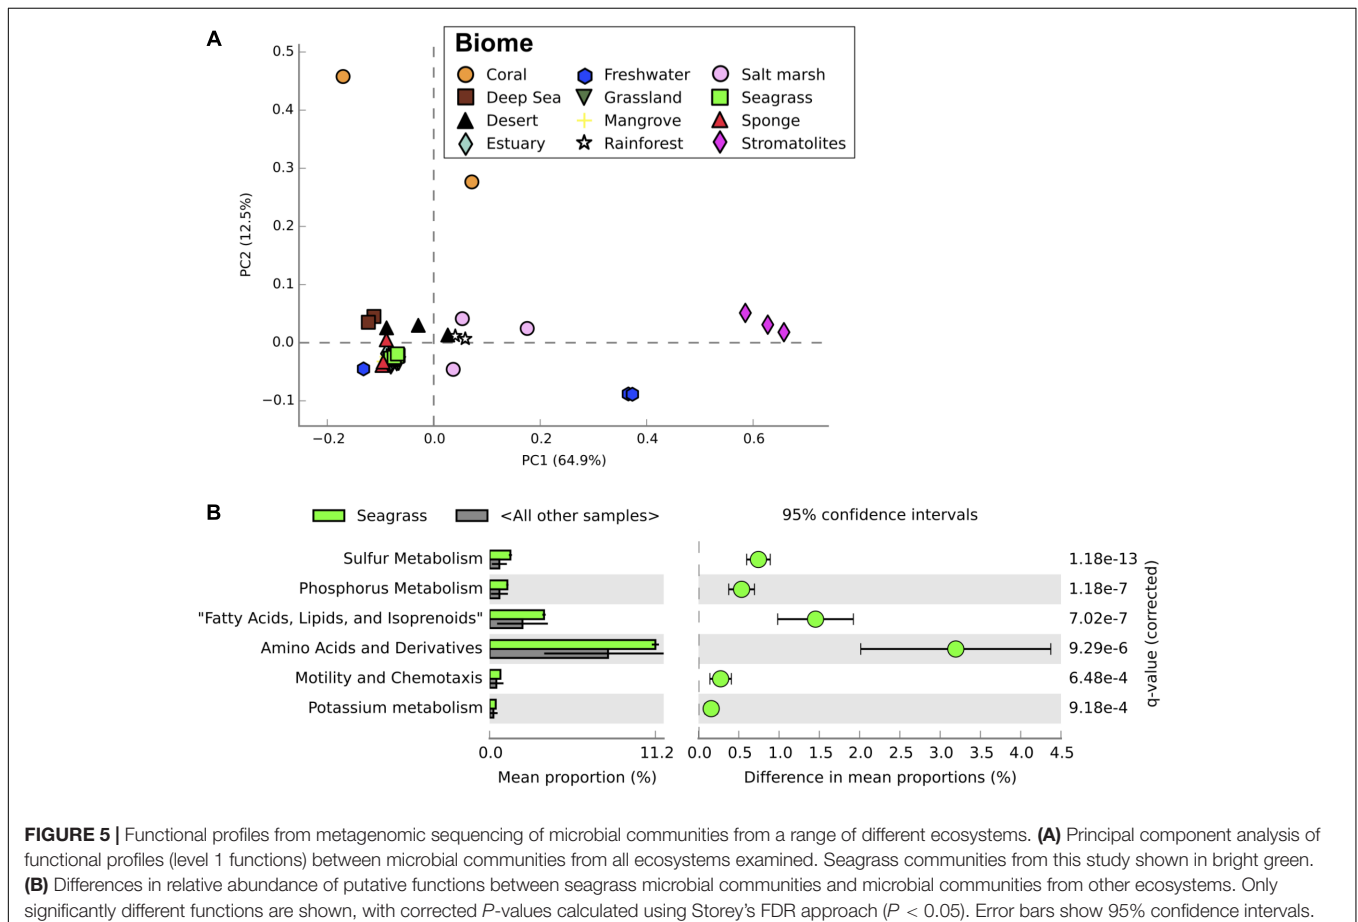 A
Biome
Coral
Freshwater
Salt marsh
Deep Sea
Grassland
Seagrass
Desert
Mangrove
Sponge
Estuary
Rainforest
Stromatolites
0.5
0.4
0.3
0.2
0.1
0.0
−0.1
PC2 (12.5%)
−0.2 0.0 0.2 0.4 0.6
PC1 (64.9%)
B
Seagrass
<All other samples>
95% confidence intervals
Sulfur Metabolism 1.18e-13
Phosphorus Metabolism 1.18e-7
"Fatty Acids, Lipids, and Isoprenoids" 7.02e-7
Amino Acids and Derivatives 9.29e-6
Motility and Chemotaxis 6.48e-4
Potassium metabolism 9.18e-4
q-value (corrected)
0.0 11.2 0.0 0.5 1.0 1.5 2.0 2.5 3.0 3.5 4.0 4.5
Mean proportion (%) Difference in mean proportions (%)
FIGURE 5 | Functional profiles from metagenomic sequencing of microbial communities from a range of different ecosystems. (A) Principal component analysis of
functional profiles (level 1 functions) between microbial communities from all ecosystems examined. Seagrass communities from this study shown in bright green.
(B) Differences in relative abundance of putative functions between seagrass microbial communities and microbial communities from other ecosystems. Only
significantly different functions are shown, with corrected P-values calculated using Storey's FDR approach (P < 0.05). Error bars show 95% confidence intervals.